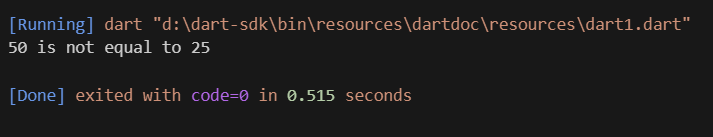 [Running] dart "d:\dart-sdk\bin\resources\dartdoc\resources\dart1.dart"
50 is not equal to 25
[Done] exited with code=0 in 0.515 seconds